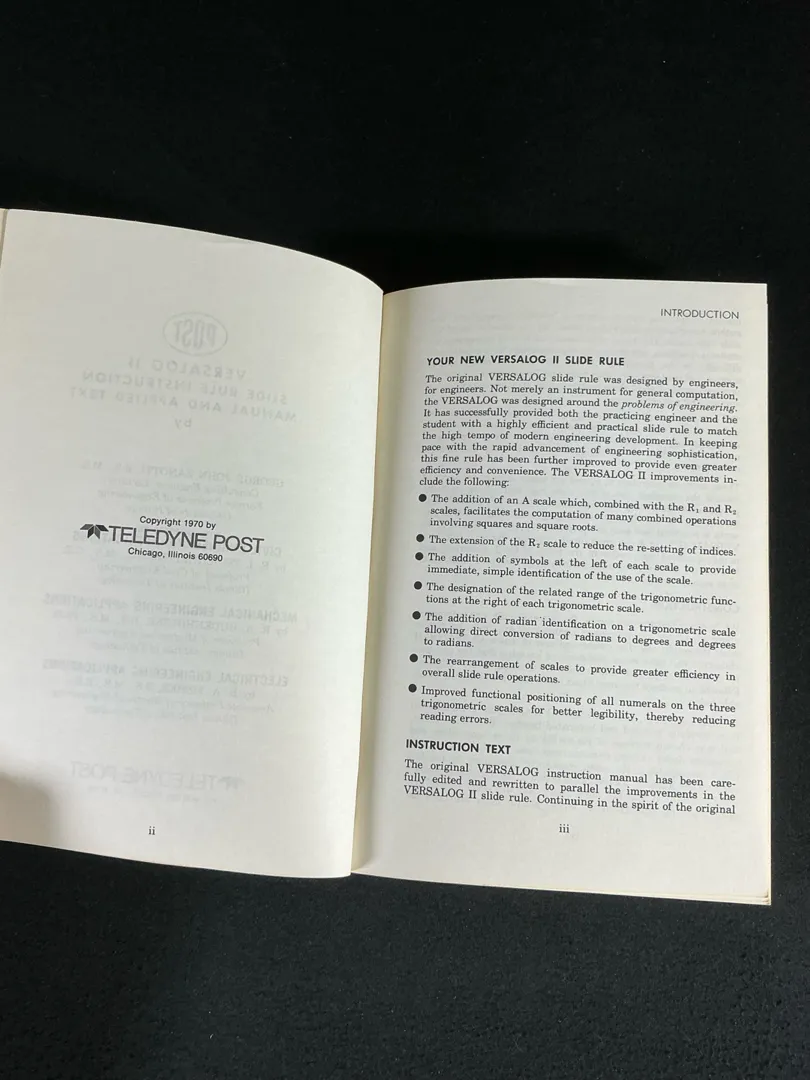 Copyright 1970 by
TELEDYNE POST
Chicago, Illinois 60690
ii
INTRODUCTION
YOUR NEW VERSALOG II SLIDE RULE
The original VERSALOG slide rule was designed by engineers,
for engineers. Not merely an instrument for general computation,
the VERSALOG was designed around the problems of engineering.
It has successfully provided both the practicing engineer and the
student with a highly efficient and practical slide rule to match
the high tempo of modern engineering development. In keeping
pace with the rapid advancement of engineering sophistication,
this fine rule has been further improved to provide even greater
efficiency and convenience. The VERSALOG II improvements in-
clude the following:
● The addition of an A scale which, combined with the R₁ and R₂
scales, facilitates the computation of many combined operations
involving squares and square roots.
● The extension of the R₂ scale to reduce the re-setting of indices.
● The addition of symbols at the left of each scale to provide
immediate, simple identification of the use of the scale.
● The designation of the related range of the trigonometric func-
tions at the right of each trigonometric scale.
● The addition of radian identification on a trigonometric scale
allowing direct conversion of radians to degrees and degrees
to radians.
● The rearrangement of scales to provide greater efficiency in
overall slide rule operations.
● Improved functional positioning of all numerals on the three
trigonometric scales for better legibility, thereby reducing
reading errors.
INSTRUCTION TEXT
The original VERSALOG instruction manual has been care-
fully edited and rewritten to parallel the improvements in the
VERSALOG II slide rule. Continuing in the spirit of the original
iii